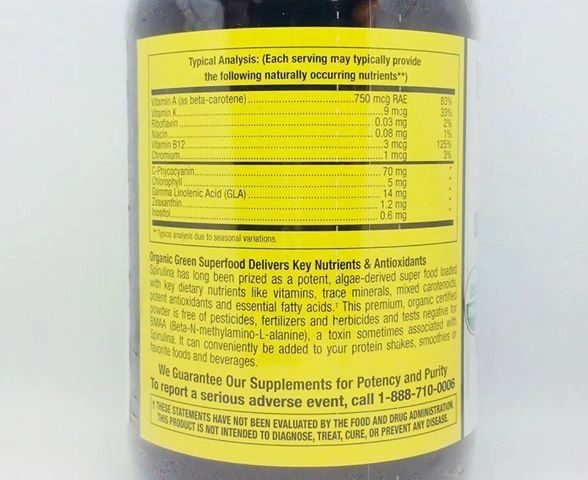 Typical Analysis: (Each serving may typically provide
the following naturally occurring nutrients**)
Vitamin A (as beta-carotene) 750 mcg RAE 83%
Vitamin K 9 mcg 33%
Riboflavin 0.03 mg 2%
Niacin 0.08 mg 1%
Vitamin B12 3 mcg 125%
Chromium 1 mcg 3%
C-Phycocyanin 70 mg *
Chlorophyll 5 mg *
Gamma Linolenic Acid (GLA) 14 mg *
Zeaxanthin 1.2 mg *
Inositol 0.6 mg *
** Typical analysis due to seasonal variations.
Organic Green Superfood Delivers Key Nutrients & Antioxidants
Spirulina has long been prized as a potent, algae-derived super food loaded
with key dietary nutrients like vitamins, trace minerals, mixed carotenoids,
potent antioxidants and essential fatty acids.† This premium, organic certified
powder is free of pesticides, fertilizers and herbicides and tests negative for
BMAA (Beta-N-methylamino-L-alanine), a toxin sometimes associated with
Spirulina. It can conveniently be added to your protein shakes, smoothies or
favorite foods and beverages.
We Guarantee Our Supplements for Potency and Purity
To report a serious adverse event, call 1-888-710-0006
† THESE STATEMENTS HAVE NOT BEEN EVALUATED BY THE FOOD AND DRUG ADMINISTRATION.
THIS PRODUCT IS NOT INTENDED TO DIAGNOSE, TREAT, CURE, OR PREVENT ANY DISEASE.